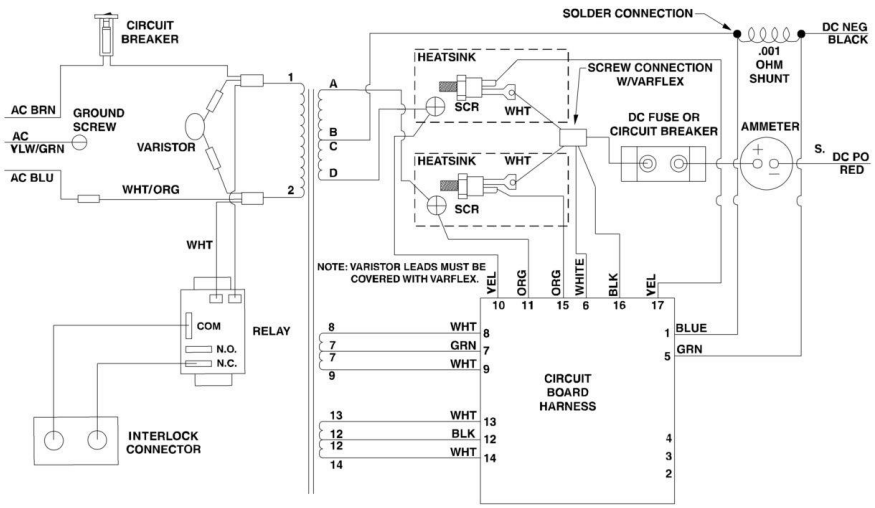 CIRCUIT
BREAKER
SOLDER CONNECTION
DC NEG
BLACK
.001
OHM
SHUNT
HEATSINK
SCR
WHT
SCREW CONNECTION
W/VARFLEX
DC FUSE OR
CIRCUIT BREAKER
AMMETER
+
–
S.
DC PO
RED
AC BRN
GROUND
SCREW
AC
YLW/GRN
AC BLU
VARISTOR
WHT/ORG
1
2
A
B
C
D
HEATSINK
WHT
SCR
WHT
NOTE: VARISTOR LEADS MUST BE
COVERED WITH VARFLEX.
YEL
ORG
ORG
WHITE
BLK
YEL
10
11
15
6
16
17
COM
N.O.
N.C.
RELAY
INTERLOCK
CONNECTOR
8
WHT
8
7
GRN
7
7
WHT
9
9
13
WHT
13
12
BLK
12
12
WHT
14
14
CIRCUIT
BOARD
HARNESS
1
BLUE
5
GRN
4
3
2